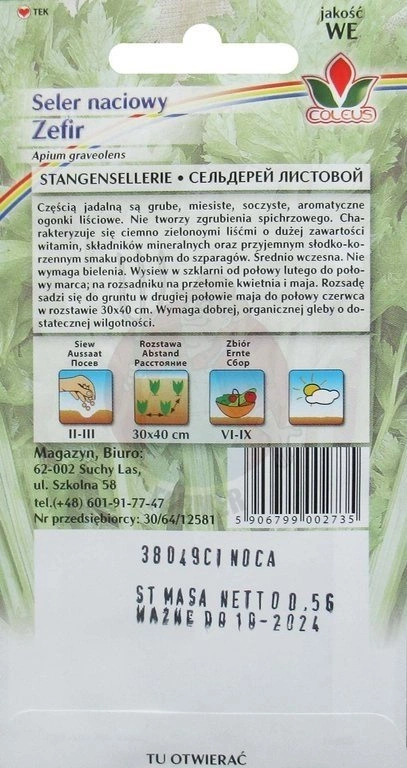 TEK
jakość
WE
COLEUS
Seler naciowy
Zefir
Apium graveolens
STANGENSELLERIE • СЕЛЬДЕРЕЙ ЛИСТОВОЙ
Częścią jadalną są grube, miesiste, soczyste, aromatyczne
ogonki liściowe. Nie tworzy zgrubienia spichrzowego. Cha-
rakteryzuje się ciemno zielonoymi liśćmi o dużej zawartości
witamin, składników mineralnych oraz przyjemnym słodko-ko-
rzennym smaku podobnym do szparagów. Średnio wczesna. Nie
wymaga bielenia. Wysiew w szklarni od połowy lutego do poło-
wy marca; na rozsadniku na przełomie kwietnia i maja. Rozsadę
sadzi się do gruntu w drugiej połowie maja do połowy czerwca
w rozstawie 30x40 cm. Wymaga dobrej, organicznej gleby o do-
statecznej wilgotności.
Siew
Aussaat
Посев
II-III
Rozstawa
Abstand
Расстояние
30x40 cm
Zbiór
Ernte
Сбор
VI-IX
Magazyn, Biuro:
62-002 Suchy Las,
ul. Szkolna 58
tel.(+48) 601-91-77-47
Nr przedsiębiorcy: 30/64/12581
5 906799 002735
38049CI NOCA
ST MASA NETTO 0,5G
WAŻNE DO 10-2024
TU OTWIERAĆ